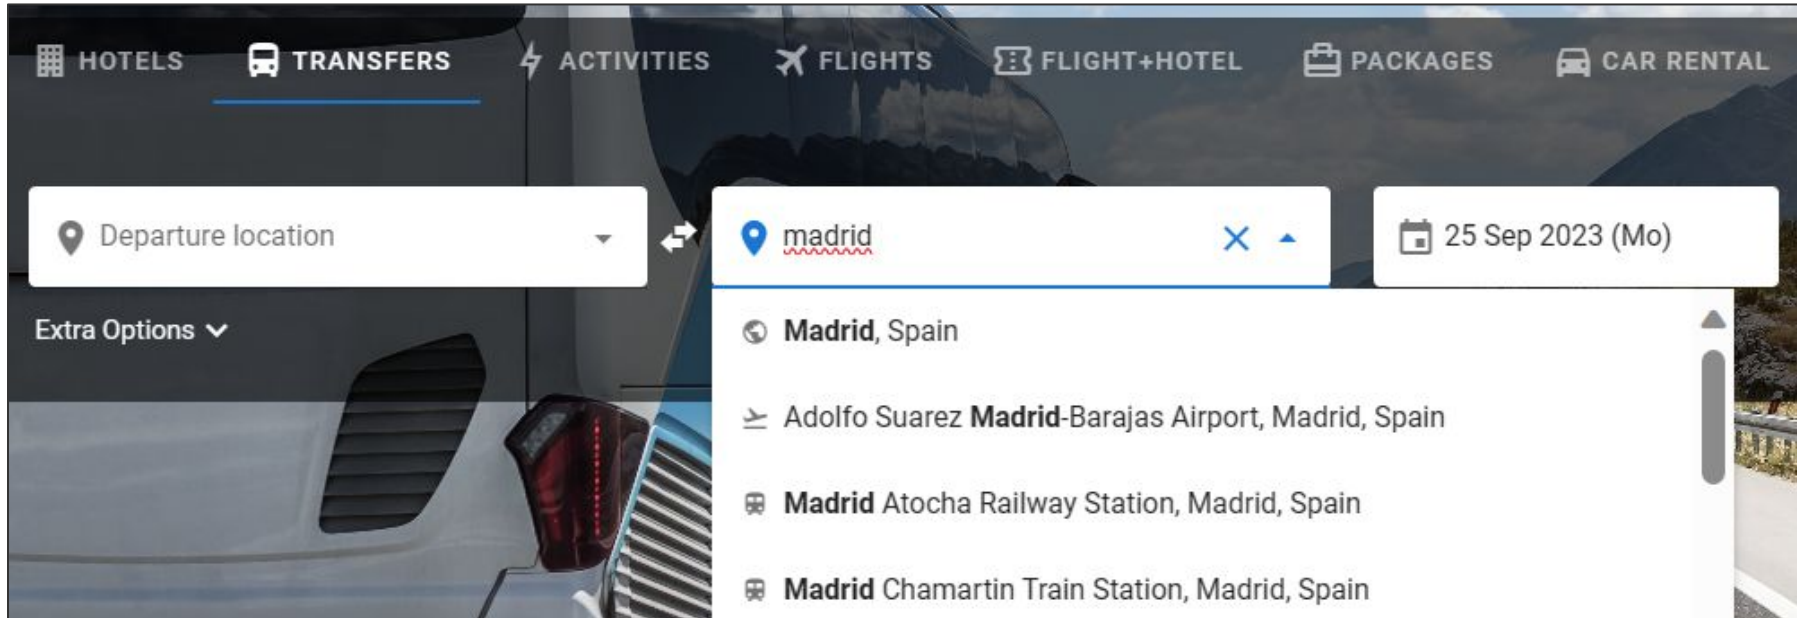 HOTELS TRANSFERS ACTIVITIES FLIGHTS FLIGHT+HOTEL PACKAGES CAR RENTAL
Departure location madrid 25 Sep 2023 (Mo)
Extra Options
Madrid, Spain
Adolfo Suarez Madrid-Barajas Airport, Madrid, Spain
Madrid Atocha Railway Station, Madrid, Spain
Madrid Chamartin Train Station, Madrid, Spain